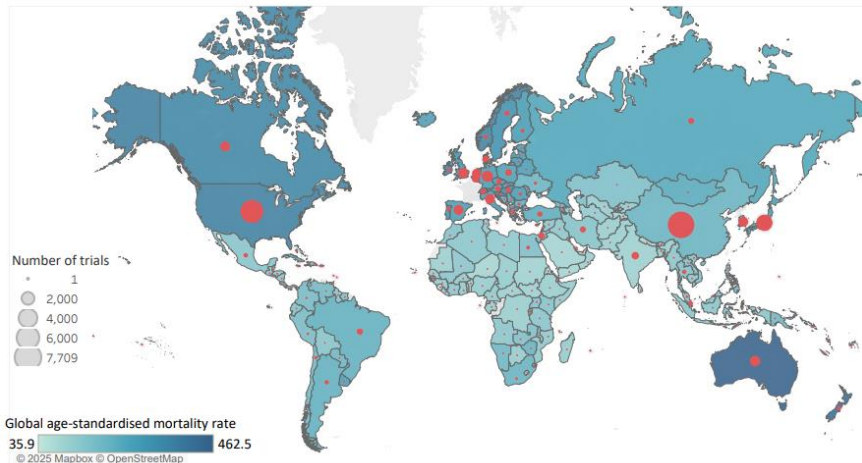 Number of trials
1
2,000
4,000
6,000
7,709
Global age-standardised mortality rate
35.9 462.5
© 2025 Mapbox © OpenStreetMap